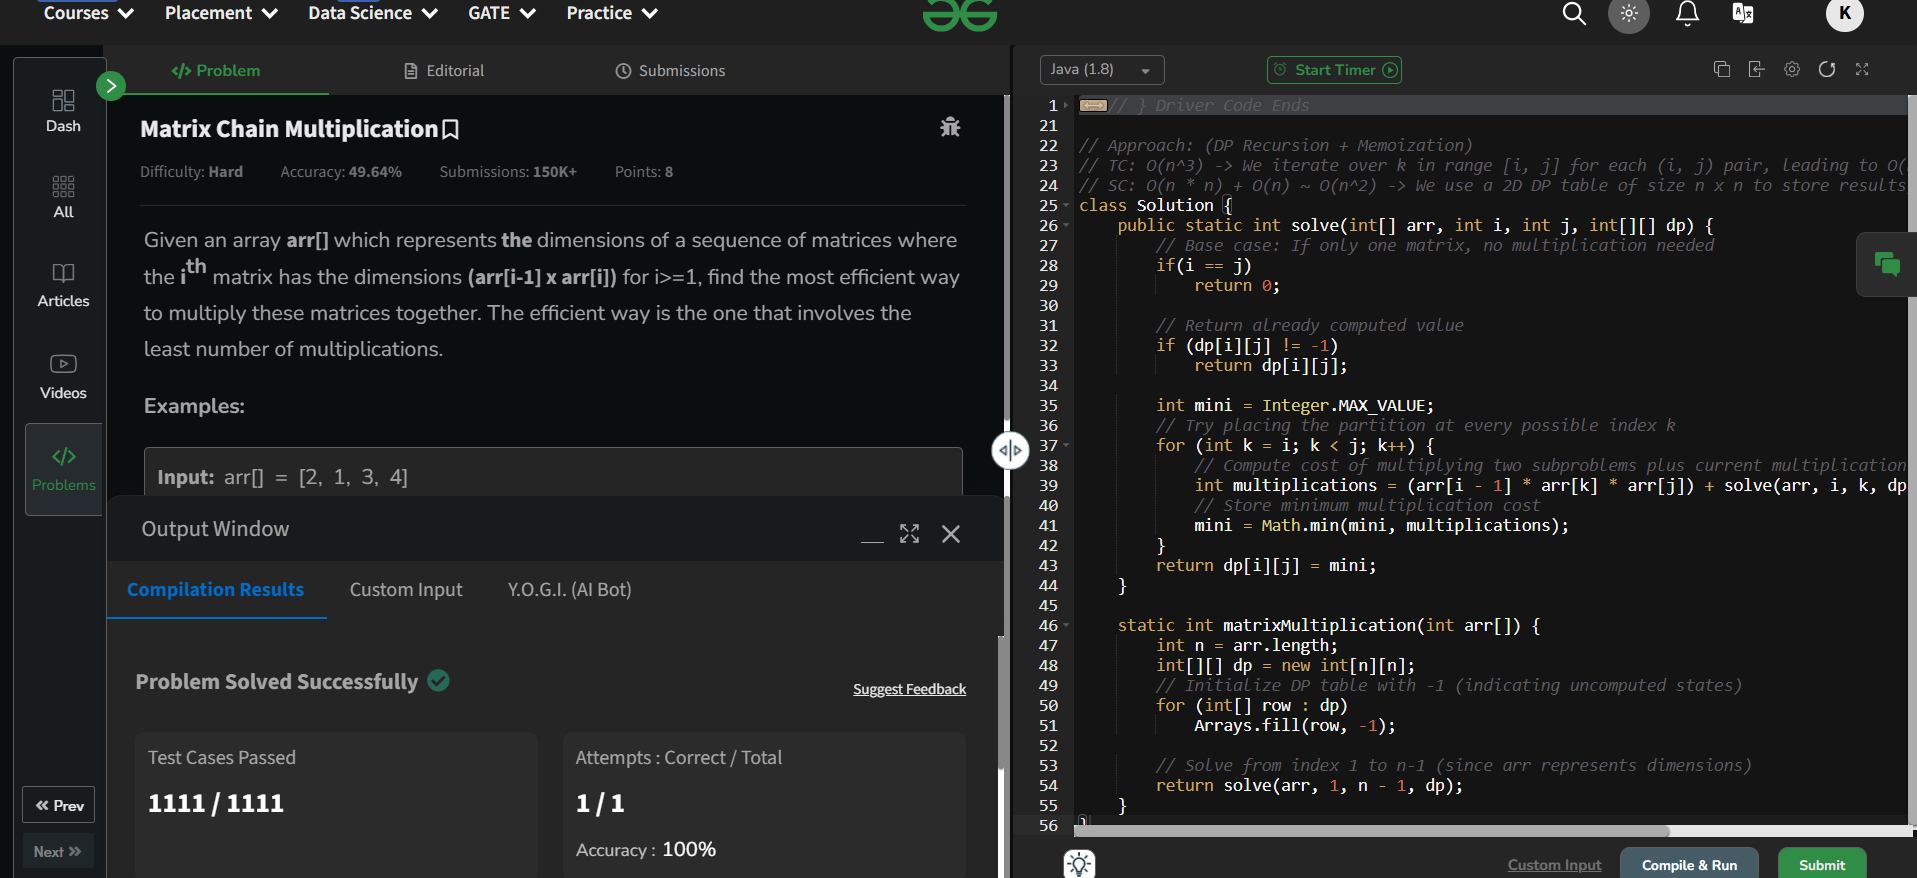 Courses Placement Data Science GATE Practice K
Dash
All
Articles
Videos
Problems
Prev
Next
Problem Editorial Submissions
Matrix Chain Multiplication
Difficulty: Hard Accuracy: 49.64% Submissions: 150K+ Points: 8
Given an array arr[] which represents the dimensions of a sequence of matrices where
the ith matrix has the dimensions (arr[i-1] x arr[i]) for i>=1, find the most efficient way
to multiply these matrices together. The efficient way is the one that involves the
least number of multiplications.
Examples:
Input: arr[] = [2, 1, 3, 4]
Output Window
Compilation Results Custom Input Y.O.G.I. (AI Bot)
Problem Solved Successfully
Suggest Feedback
Test Cases Passed
1111 / 1111
Attempts : Correct / Total
1 / 1
Accuracy : 100%
Java (1.8) Start Timer
1 // } Driver Code Ends
21
22 // Approach: (DP Recursion + Memoization)
23 // TC: O(n^3) -> We iterate over k in range [i, j] for each (i, j) pair, leading to O(
24 // SC: O(n * n) + O(n) ~ O(n^2) -> We use a 2D DP table of size n x n to store results
25 class Solution {
26 public static int solve(int[] arr, int i, int j, int[][] dp) {
27 // Base case: If only one matrix, no multiplication needed
28 if(i == j)
29 return 0;
30
31 // Return already computed value
32 if (dp[i][j] != -1)
33 return dp[i][j];
34
35 int mini = Integer.MAX_VALUE;
36 // Try placing the partition at every possible index k
37 for (int k = i; k < j; k++) {
38 // Compute cost of multiplying two subproblems plus current multiplication
39 int multiplications = (arr[i - 1] * arr[k] * arr[j]) + solve(arr, i, k, dp
40 // Store minimum multiplication cost
41 mini = Math.min(mini, multiplications);
42 }
43 return dp[i][j] = mini;
44 }
45
46 static int matrixMultiplication(int arr[]) {
47 int n = arr.length;
48 int[][] dp = new int[n][n];
49 // Initialize DP table with -1 (indicating uncomputed states)
50 for (int[] row : dp)
51 Arrays.fill(row, -1);
52
53 // Solve from index 1 to n-1 (since arr represents dimensions)
54 return solve(arr, 1, n - 1, dp);
55 }
56 }
Custom Input Compile & Run Submit